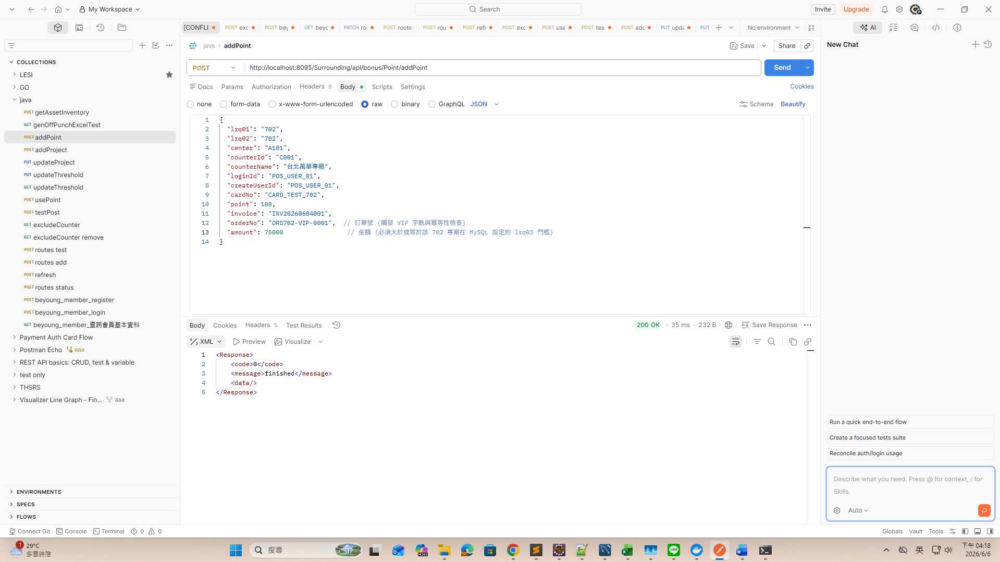 My Workspace
Search
Invite
Upgrade
[CONFLI
POST exc
POST bey
GET beyc
PATCH rou
POST route
POST rou
POST refr
POST exc
POST use
POST tes
POST adc
PUT upda
PUT
No environment
AI
java › addPoint
Save
Share
New Chat
COLLECTIONS
LESI
GO
java
POST getAssetInventory
GET genOffPunchExcelTest
POST addPoint
POST addProject
PUT updateProject
PUT updateThreshold
GET updateThreshold
POST usePoint
POST testPost
GET excludeCounter
GET excludeCounter remove
POST routes test
POST routes add
POST refresh
POST routes status
POST beyoung_member_register
POST beyoung_member_login
GET beyoung_member_查詢會員基本資料
Payment Auth Card Flow
Postman Echo aaa
REST API basics: CRUD, test & variable
test only
THSRS
Visualizer Line Graph - Fin... aaa
ENVIRONMENTS
SPECS
FLOWS
POST http://localhost:8095/Surrounding/api/bonus/Point/addPoint
Send
Docs Params Authorization Headers 9 Body Scripts Settings
Cookies
none form-data x-www-form-urlencoded raw binary GraphQL JSON
Schema Beautify
1 {
2 "lrq01": "702",
3 "lrq02": "702",
4 "center": "A101",
5 "counterId": "C001",
6 "counterName": "台北萬華專櫃",
7 "loginId": "POS_USER_01",
8 "createUserId": "POS_USER_01",
9 "cardNo": "CARD_TEST_702",
10 "point": 100,
11 "invoice": "INV20260604001",
12 "orderNo": "ORD702-VIP-0001", // 訂單號 (觸發 VIP 字軌與冪等性檢查)
13 "amount": 75000 // 金額 (必須大於或等於該 702 專案在 MySQL 設定的 lrq03 門檻)
14 }
Body Cookies Headers 5 Test Results
200 OK • 35 ms • 232 B
e.g. Save Response
XML Preview Visualize
1 <Response>
2 <code>0</code>
3 <message>finished</message>
4 <data/>
5 </Response>
Run a quick end-to-end flow
Create a focused tests suite
Reconcile auth/login usage
Describe what you need. Press @ for context, / for
Skills.
Auto
Connect Git Console Terminal 0 0
Globals Vault Tools
1
29°C
多雲時陰
搜尋
英
下午 04:18
2026/6/6